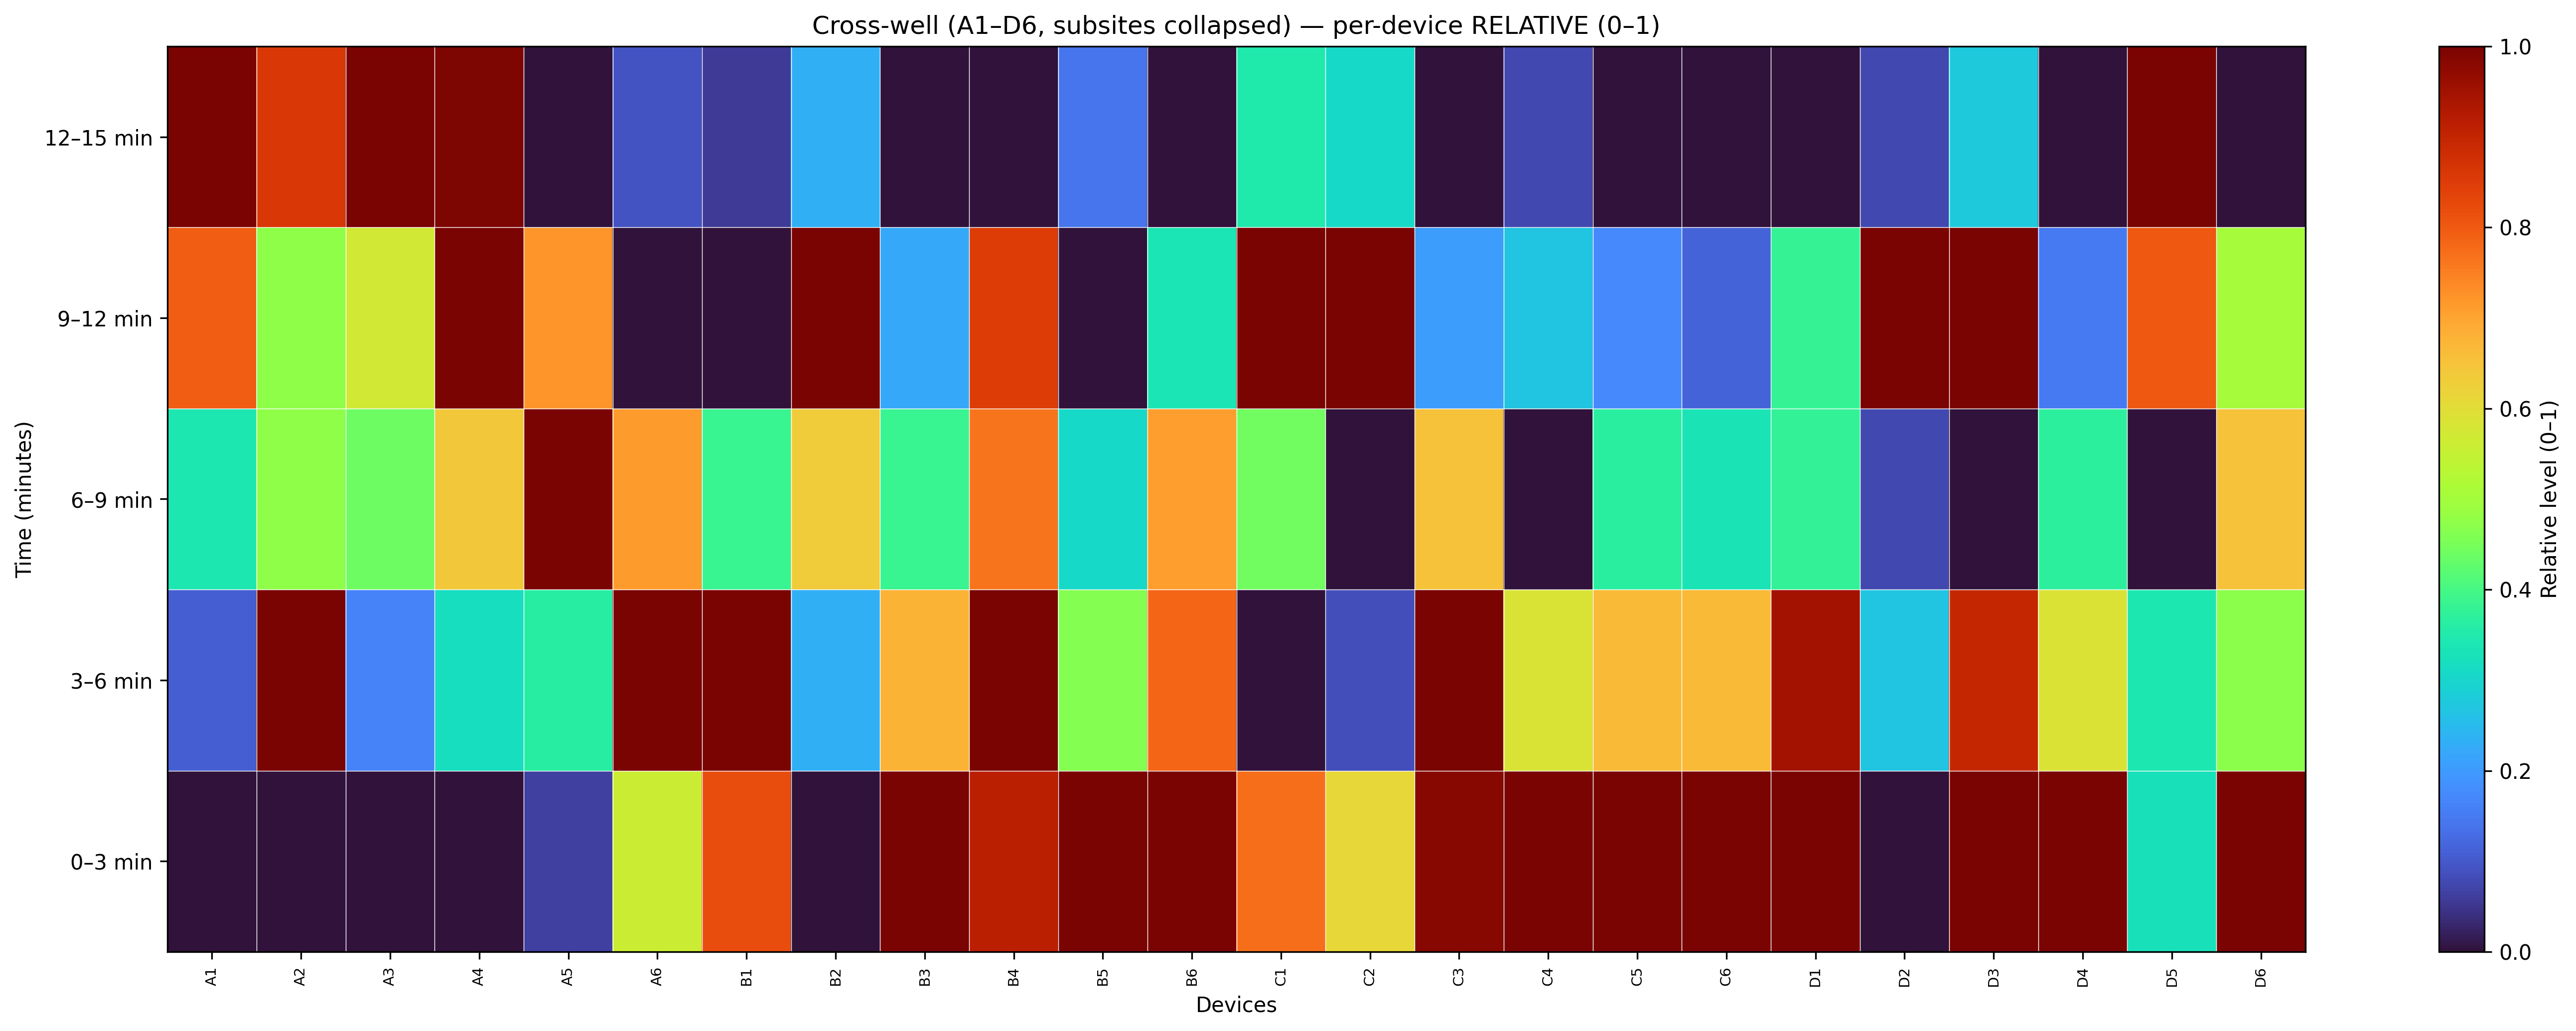 Cross-well (A1–D6, subsites collapsed) — per-device RELATIVE (0–1)
Time (minutes)
12–15 min
9–12 min
6–9 min
3–6 min
0–3 min
A1 A2 A3 A4 A5 A6 B1 B2 B3 B4 B5 B6 C1 C2 C3 C4 C5 C6 D1 D2 D3 D4 D5 D6
Devices
1.0
0.8
0.6
0.4
0.2
0.0
Relative level (0–1)